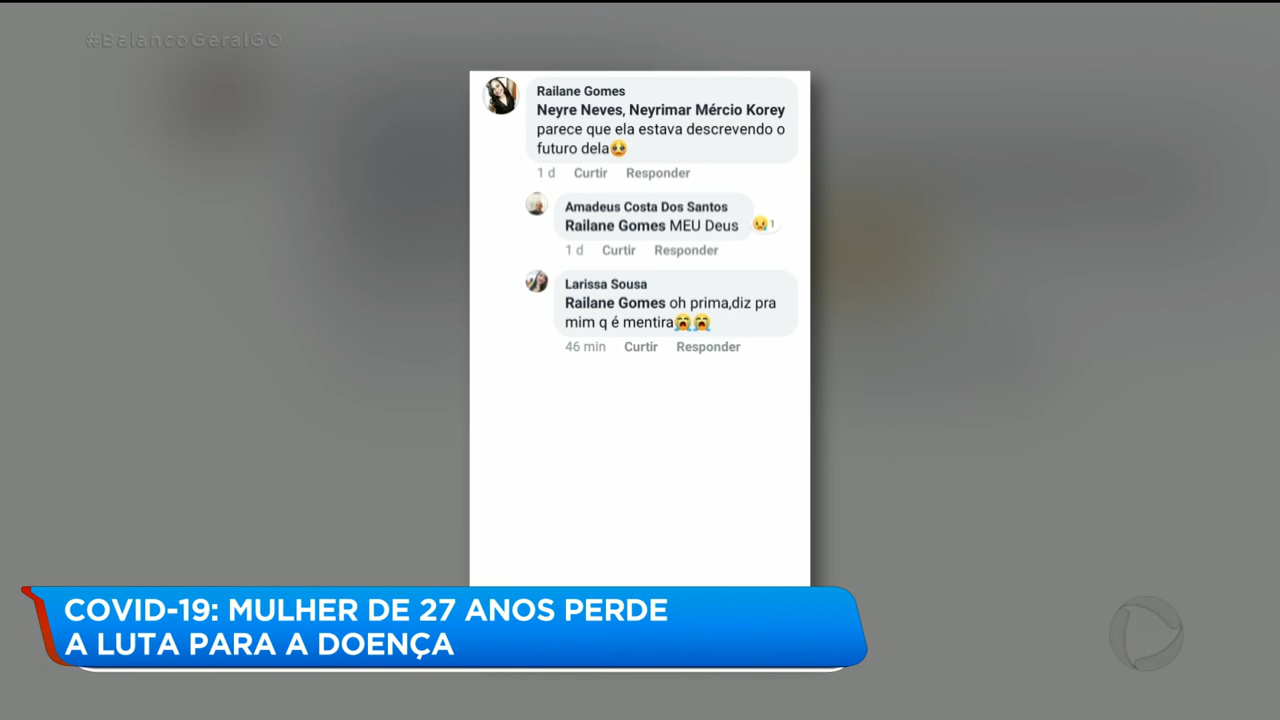 #BalancoGeralGO
Railane Gomes
Neyre Neves, Neyrimar Mércio Korey
parece que ela estava descrevendo o
futuro dela🥺
1 d Curtir Responder
Amadeus Costa Dos Santos
Railane Gomes MEU Deus
😢 1
1 d Curtir Responder
Larissa Sousa
Railane Gomes oh prima,diz pra
mim q é mentira😭😭
46 min Curtir Responder
COVID-19: MULHER DE 27 ANOS PERDE
A LUTA PARA A DOENÇA